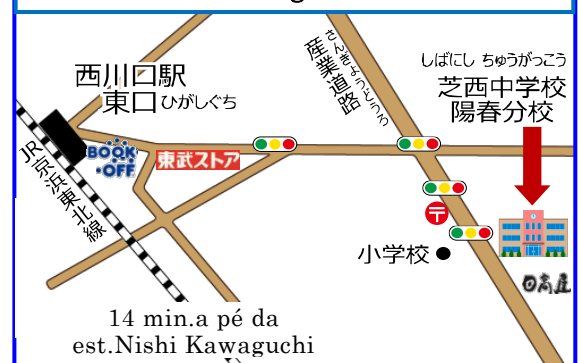 さんぎょうどうろ
産業道路
しばにし ちゅうがっこう
芝西中学校
陽春分校
西川口駅
東口 ひがしぐち
BOOK
・OFF
東武ストア
JR京浜東北線
〒
小学校
日高屋
14 min.a pé da
est.Nishi Kawaguchi